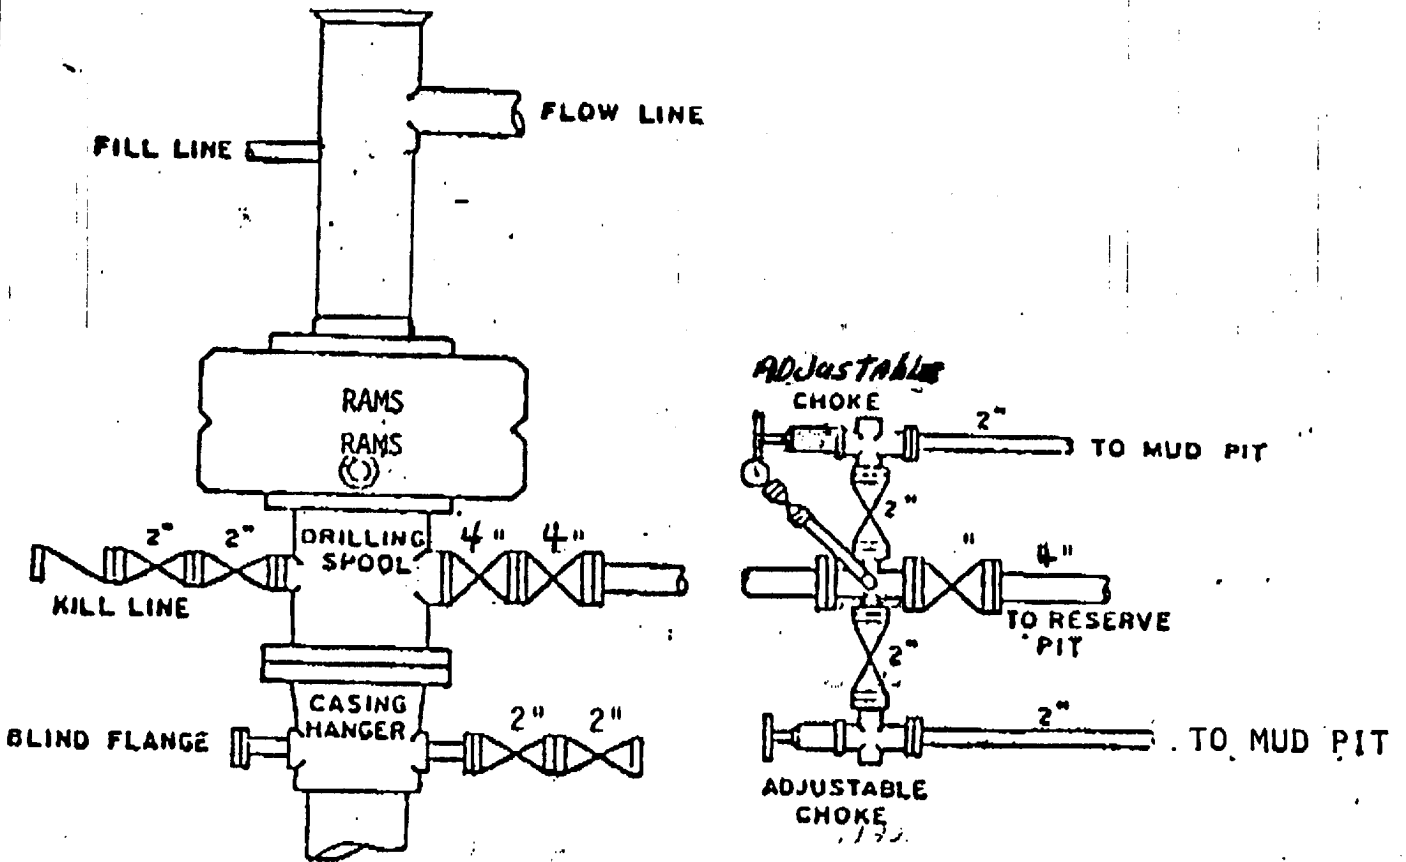 FLOW LINE
FILL LINE
RAMS
RAMS
DRILLING
SPOOL
2" 2"
4" 4"
KILL LINE
CASING
HANGER
2" 2"
BLIND FLANGE
ADJUSTABLE
CHOKE
2"
TO MUD PIT
2"
" 4"
TO RESERVE
PIT
2"
2"
TO MUD PIT
ADJUSTABLE
CHOKE